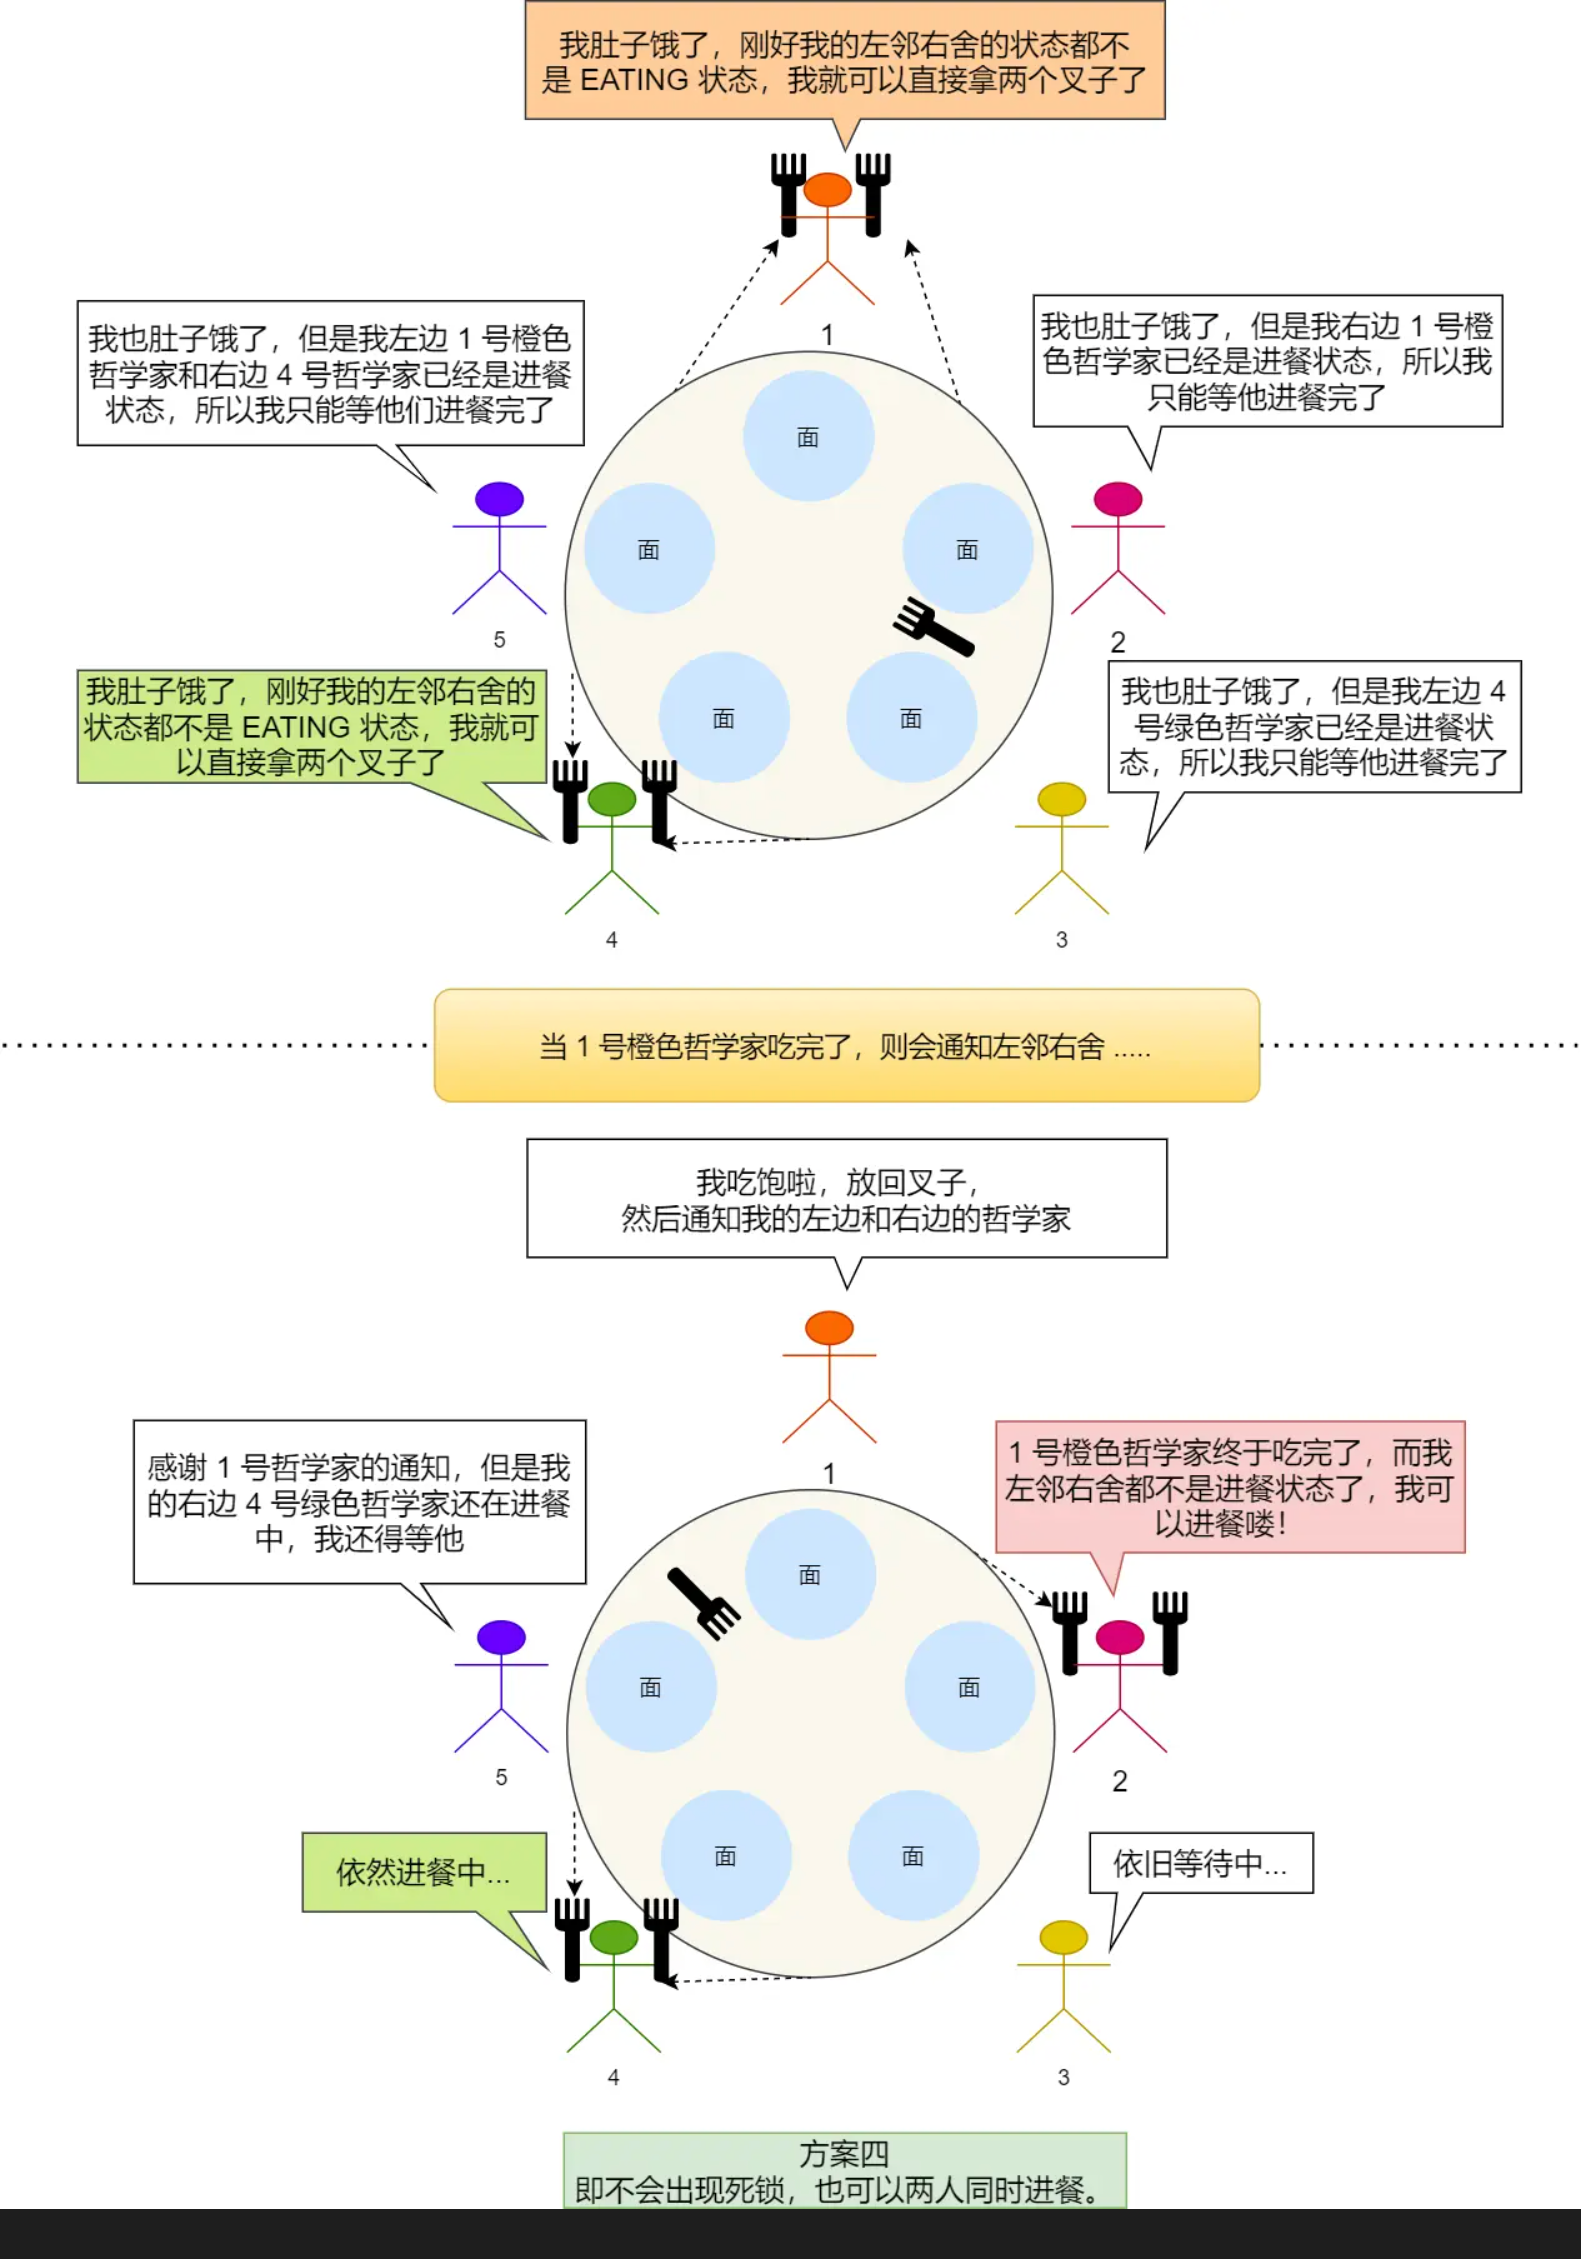 我肚子饿了，刚好我的左邻右舍的状态都不
是 EATING 状态，我就可以直接拿两个叉子了
1
我也肚子饿了，但是我左边 1 号橙色
哲学家和右边 4 号哲学家已经是进餐
状态，所以我只能等他们进餐完了
我也肚子饿了，但是我右边 1 号橙
色哲学家已经是进餐状态，所以我
只能等他进餐完了
面
面
面
5
2
我肚子饿了，刚好我的左邻右舍的
状态都不是 EATING 状态，我就可
以直接拿两个叉子了
面
面
我也肚子饿了，但是我左边 4
号绿色哲学家已经是进餐状
态，所以我只能等他进餐完了
4
3
当 1 号橙色哲学家吃完了，则会通知左邻右舍 .....
我吃饱啦，放回叉子，
然后通知我的左边和右边的哲学家
1
感谢 1 号哲学家的通知，但是我
的右边 4 号绿色哲学家还在进餐
中，我还得等他
1 号橙色哲学家终于吃完了，而我
左邻右舍都不是进餐状态了，我可
以进餐喽！
面
面
面
5
2
依然进餐中...
面
面
依旧等待中...
4
3
方案四
即不会出现死锁，也可以两人同时进餐。